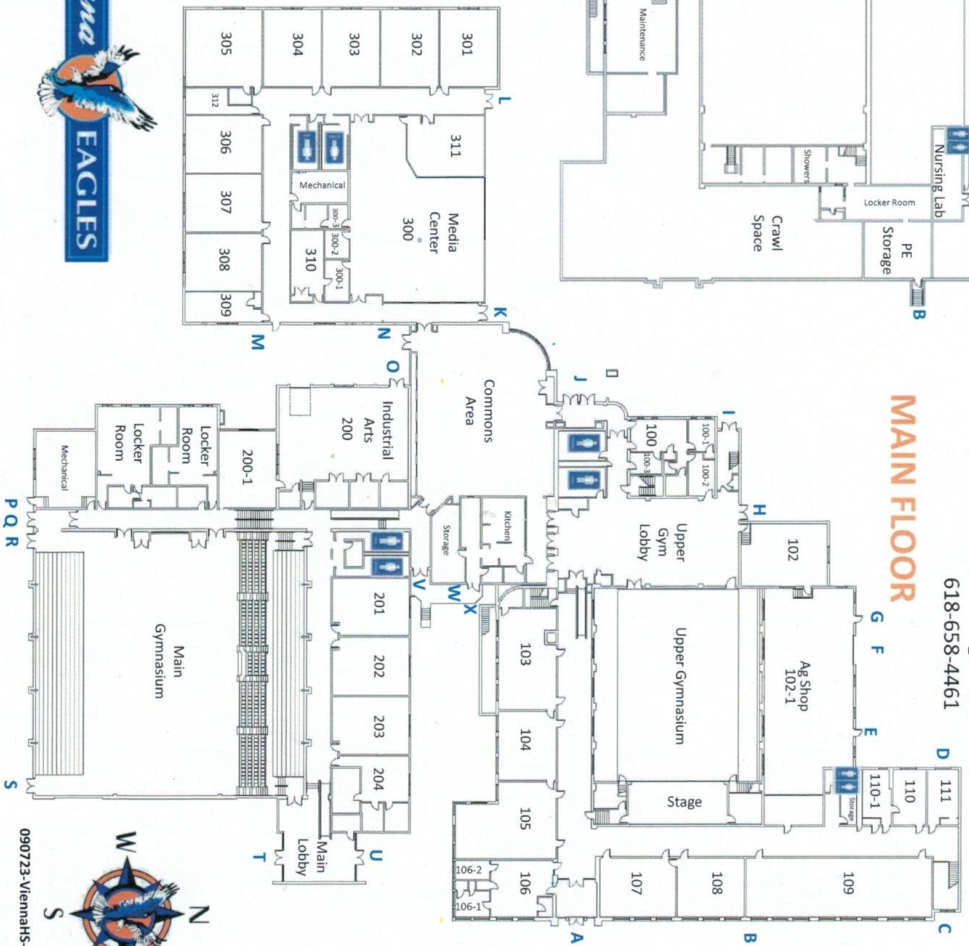 na EAGLES
MAIN FLOOR
618-658-4461
Maintenance
Showers
Nursing Lab
Locker Room
PE
Storage
Crawl
Space
B
305
304
303
302
301
L
312
306
307
308
309
311
Mechanical
Media
Center
300
300-3
300-2
300-1
310
K
M
N
O
J
I
H
Commons
Area
Industrial
Arts
200
200-1
Locker
Room
Locker
Room
Mechanical
P Q R
100
100-1
100-2
100-3
Upper
Gym
Lobby
102
Kitchen
Storage
V
W
X
G
F
E
D
201
202
203
204
Main
Gymnasium
S
Main
Lobby
T
U
103
104
105
106
106-2
106-1
Upper Gymnasium
Stage
Ag Shop
102-1
Storage
110-1
110
111
107
108
109
A
B
C
W
N
S
090723-ViennaHS-